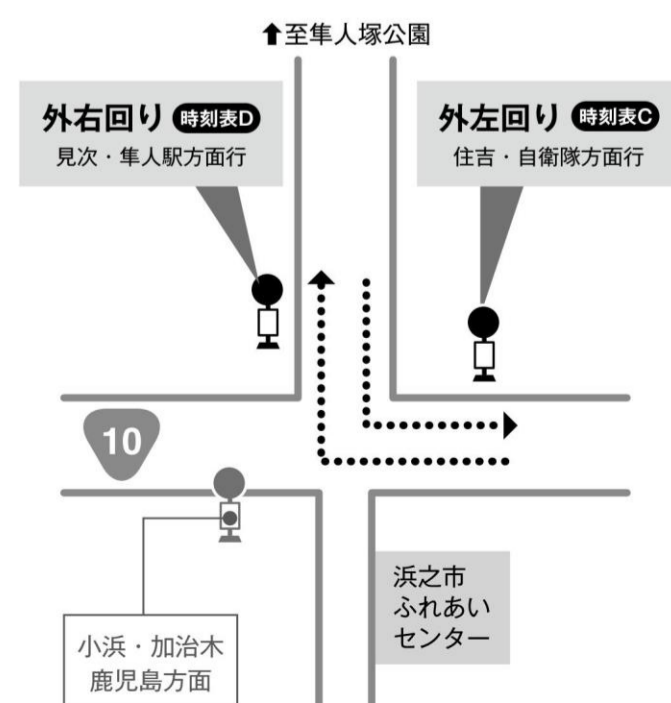 ⬆至隼人塚公園
外右回り 時刻表D
見次・隼人駅方面行
外左回り 時刻表C
住吉・自衛隊方面行
10
浜之市
ふれあい
センター
小浜・加治木
鹿児島方面